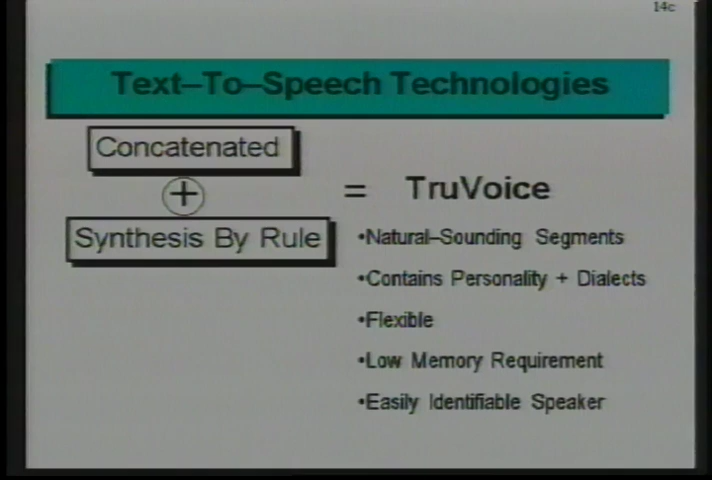 14c
Text–To–Speech Technologies
Concatenated
+
Synthesis By Rule
= TruVoice
•Natural–Sounding Segments
•Contains Personality + Dialects
•Flexible
•Low Memory Requirement
•Easily Identifiable Speaker